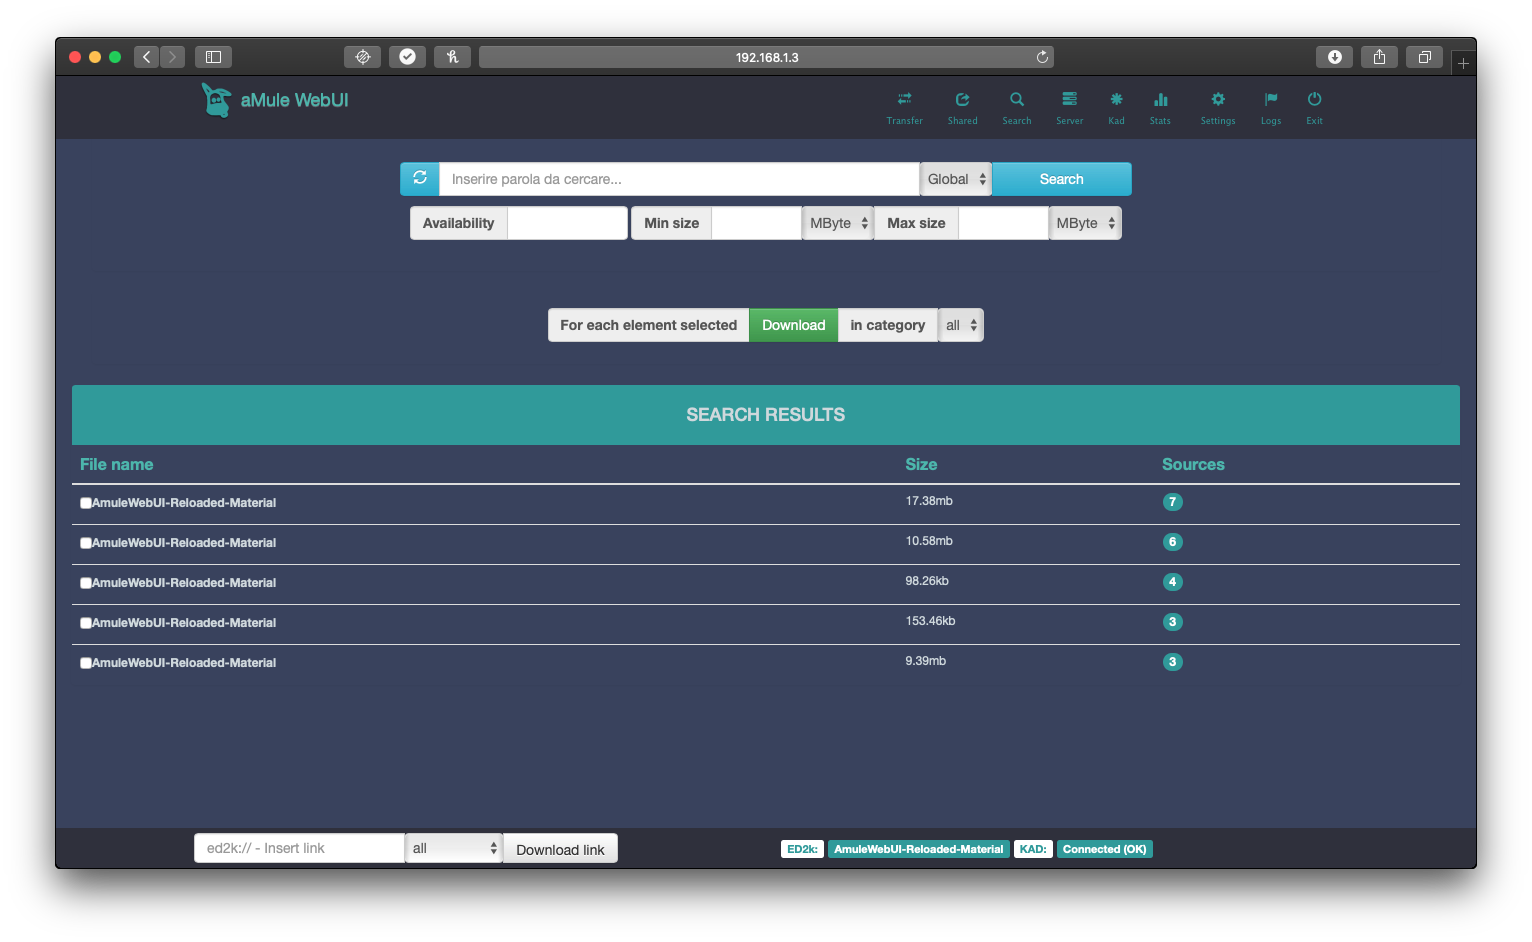 192.168.1.3
aMule WebUI
Transfer Shared Search Server Kad Stats Settings Logs Exit
Inserire parola da cercare... Global Search
Availability Min size MByte Max size MByte
For each element selected Download in category all
SEARCH RESULTS
File name Size Sources
AmuleWebUI-Reloaded-Material 17.38mb 7
AmuleWebUI-Reloaded-Material 10.58mb 6
AmuleWebUI-Reloaded-Material 98.26kb 4
AmuleWebUI-Reloaded-Material 153.46kb 3
AmuleWebUI-Reloaded-Material 9.39mb 3
ed2k:// - Insert link all Download link ED2k: AmuleWebUI-Reloaded-Material KAD: Connected (OK)